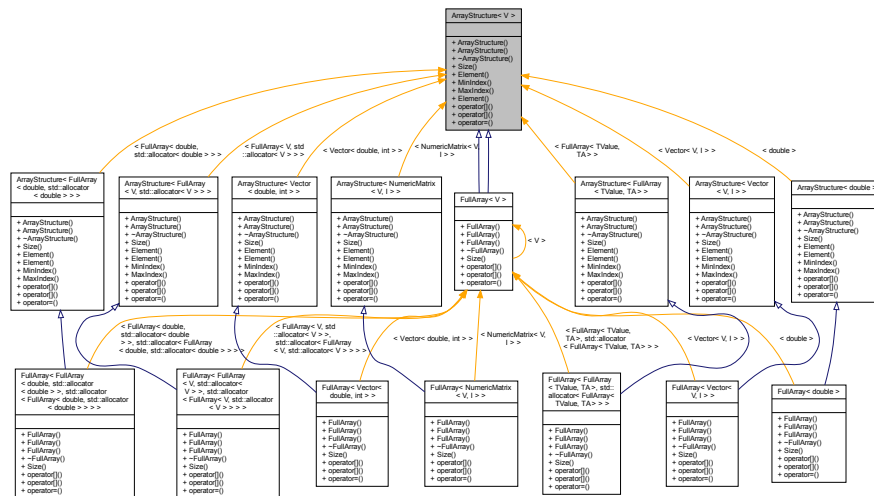 ArrayStructure< V >
+ ArrayStructure()
+ ArrayStructure()
+ ~ArrayStructure()
+ Size()
+ Element()
+ MinIndex()
+ MaxIndex()
+ Element()
+ operator[]()
+ operator[]()
+ operator=()
< FullArray< double,
std::allocator< double > > >
< FullArray< V, std
::allocator< V > > >
< Vector< double, int > >
< NumericMatrix< V,
I > >
< FullArray< TValue,
TA > >
< Vector< V, I > >
< double >
ArrayStructure< FullArray
< double, std::allocator
< double > > >
+ ArrayStructure()
+ ArrayStructure()
+ ~ArrayStructure()
+ Size()
+ Element()
+ Element()
+ MinIndex()
+ MaxIndex()
+ operator[]()
+ operator[]()
+ operator=()
ArrayStructure< FullArray
< V, std::allocator< V > > >
+ ArrayStructure()
+ ArrayStructure()
+ ~ArrayStructure()
+ Size()
+ Element()
+ Element()
+ MinIndex()
+ MaxIndex()
+ operator[]()
+ operator[]()
+ operator=()
ArrayStructure< Vector
< double, int > >
+ ArrayStructure()
+ ArrayStructure()
+ ~ArrayStructure()
+ Size()
+ Element()
+ Element()
+ MinIndex()
+ MaxIndex()
+ operator[]()
+ operator[]()
+ operator=()
ArrayStructure< NumericMatrix
< V, I > >
+ ArrayStructure()
+ ArrayStructure()
+ ~ArrayStructure()
+ Size()
+ Element()
+ Element()
+ MinIndex()
+ MaxIndex()
+ operator[]()
+ operator[]()
+ operator=()
FullArray< V >
+ FullArray()
+ FullArray()
+ FullArray()
+ ~FullArray()
+ Size()
+ operator[]()
+ operator[]()
+ operator=()
< V >
ArrayStructure< FullArray
< TValue, TA > >
+ ArrayStructure()
+ ArrayStructure()
+ ~ArrayStructure()
+ Size()
+ Element()
+ Element()
+ MinIndex()
+ MaxIndex()
+ operator[]()
+ operator[]()
+ operator=()
ArrayStructure< Vector
< V, I > >
+ ArrayStructure()
+ ArrayStructure()
+ ~ArrayStructure()
+ Size()
+ Element()
+ Element()
+ MinIndex()
+ MaxIndex()
+ operator[]()
+ operator[]()
+ operator=()
ArrayStructure< double >
+ ArrayStructure()
+ ArrayStructure()
+ ~ArrayStructure()
+ Size()
+ Element()
+ Element()
+ MinIndex()
+ MaxIndex()
+ operator[]()
+ operator[]()
+ operator=()
< FullArray< double,
std::allocator< double
> >, std::allocator< FullArray
< double, std::allocator< double > > > >
< FullArray< V, std
::allocator< V > >,
std::allocator< FullArray
< V, std::allocator< V > > > >
< Vector< double, int > >
< NumericMatrix< V,
I > >
< FullArray< TValue,
TA >, std::allocator
< FullArray< TValue, TA > > >
< Vector< V, I > >
< double >
FullArray< FullArray
< double, std::allocator
< double > >, std::allocator
< FullArray< double, std::allocator
< double > > > >
+ FullArray()
+ FullArray()
+ FullArray()
+ ~FullArray()
+ Size()
+ operator[]()
+ operator[]()
+ operator=()
FullArray< FullArray
< V, std::allocator<
V > >, std::allocator
< FullArray< V, std::allocator
< V > > > >
+ FullArray()
+ FullArray()
+ FullArray()
+ ~FullArray()
+ Size()
+ operator[]()
+ operator[]()
+ operator=()
FullArray< Vector<
double, int > >
+ FullArray()
+ FullArray()
+ FullArray()
+ ~FullArray()
+ Size()
+ operator[]()
+ operator[]()
+ operator=()
FullArray< NumericMatrix
< V, I > >
+ FullArray()
+ FullArray()
+ FullArray()
+ ~FullArray()
+ Size()
+ operator[]()
+ operator[]()
+ operator=()
FullArray< FullArray
< TValue, TA >, std::
allocator< FullArray<
TValue, TA > > >
+ FullArray()
+ FullArray()
+ FullArray()
+ ~FullArray()
+ Size()
+ operator[]()
+ operator[]()
+ operator=()
FullArray< Vector<
V, I > >
+ FullArray()
+ FullArray()
+ FullArray()
+ ~FullArray()
+ Size()
+ operator[]()
+ operator[]()
+ operator=()
FullArray< double >
+ FullArray()
+ FullArray()
+ FullArray()
+ ~FullArray()
+ Size()
+ operator[]()
+ operator[]()
+ operator=()